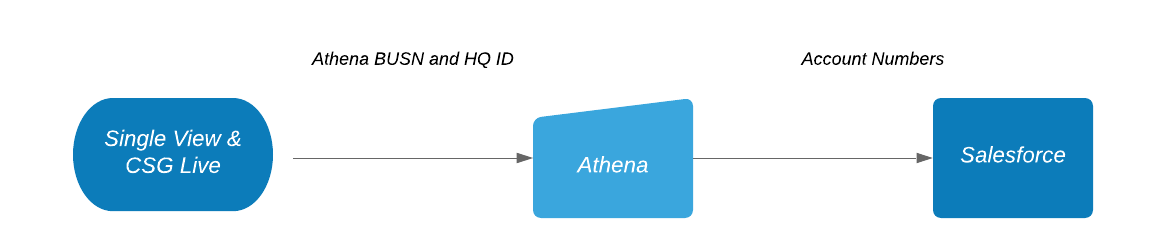 Athena BUSN and HQ ID
Account Numbers
Single View &
CSG Live
Athena
Salesforce